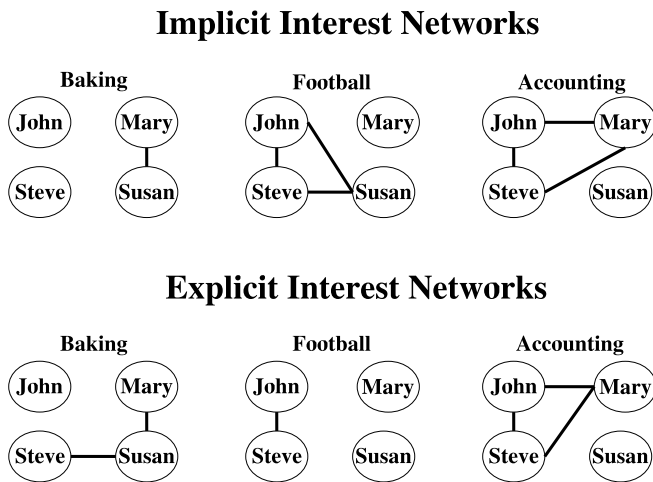 Implicit Interest Networks
Baking Football Accounting
John Mary John Mary John Mary
Steve Susan Steve Susan Steve Susan
Explicit Interest Networks
Baking Football Accounting
John Mary John Mary John Mary
Steve Susan Steve Susan Steve Susan